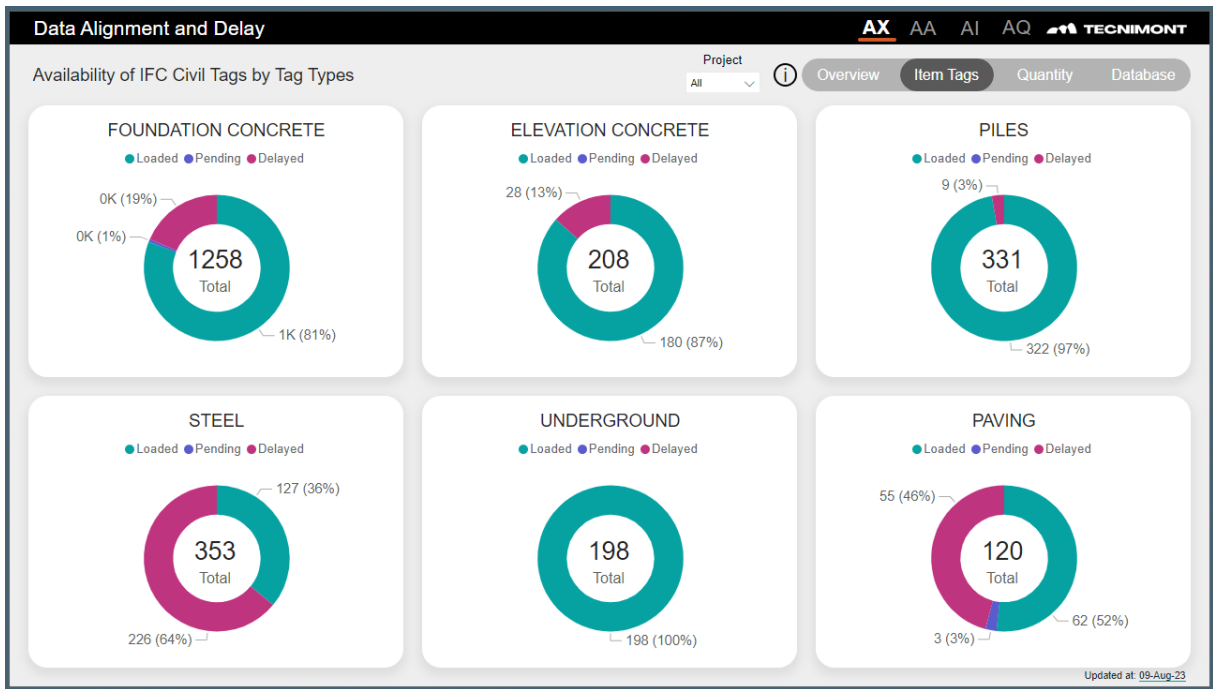 Data Alignment and Delay
AX AA AI AQ TECNIMONT
Availability of IFC Civil Tags by Tag Types
Project
All
i
Overview Item Tags Quantity Database
FOUNDATION CONCRETE
Loaded Pending Delayed
0K (19%)
0K (1%)
1258
Total
1K (81%)
ELEVATION CONCRETE
Loaded Pending Delayed
28 (13%)
208
Total
180 (87%)
PILES
Loaded Pending Delayed
9 (3%)
331
Total
322 (97%)
STEEL
Loaded Pending Delayed
127 (36%)
353
Total
226 (64%)
UNDERGROUND
Loaded Pending Delayed
198
Total
198 (100%)
PAVING
Loaded Pending Delayed
55 (46%)
120
Total
62 (52%)
3 (3%)
Updated at: 09-Aug-23